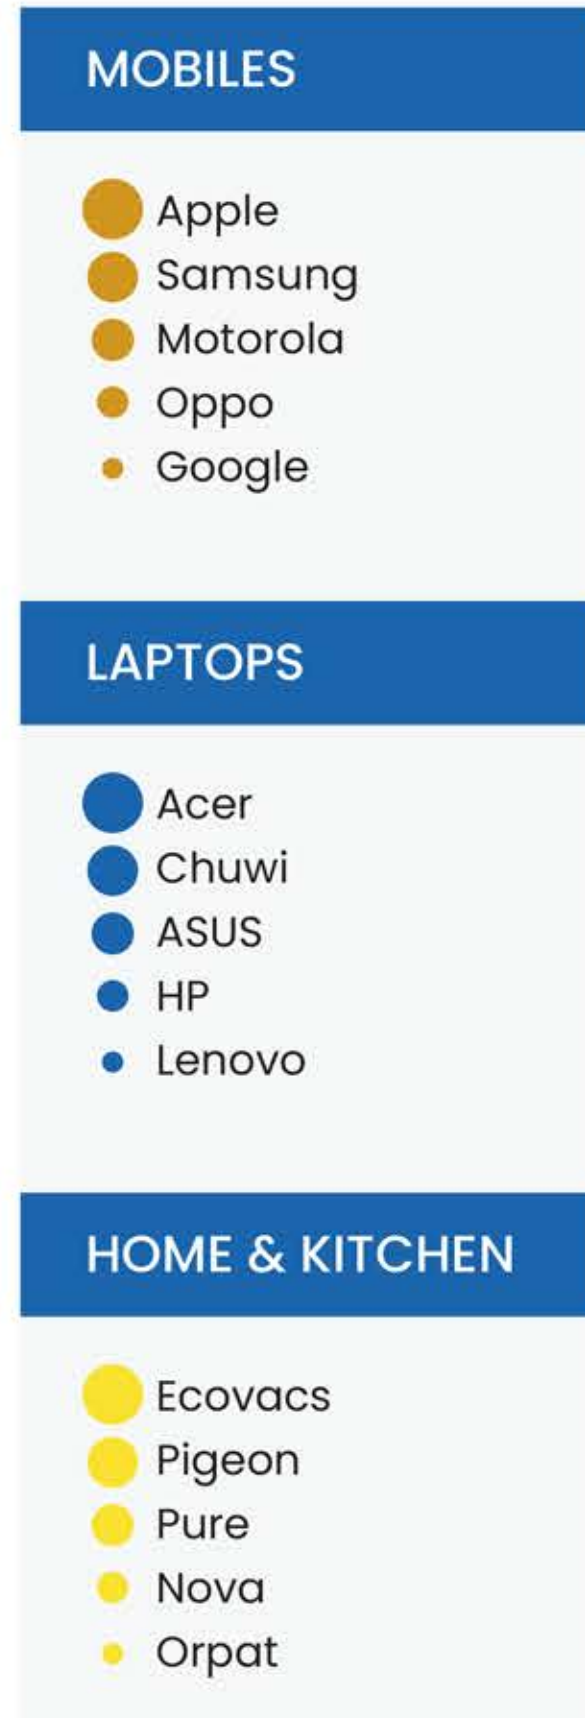 MOBILES
Apple
Samsung
Motorola
Oppo
Google
LAPTOPS
Acer
Chuwi
ASUS
HP
Lenovo
HOME & KITCHEN
Ecovacs
Pigeon
Pure
Nova
Orpat